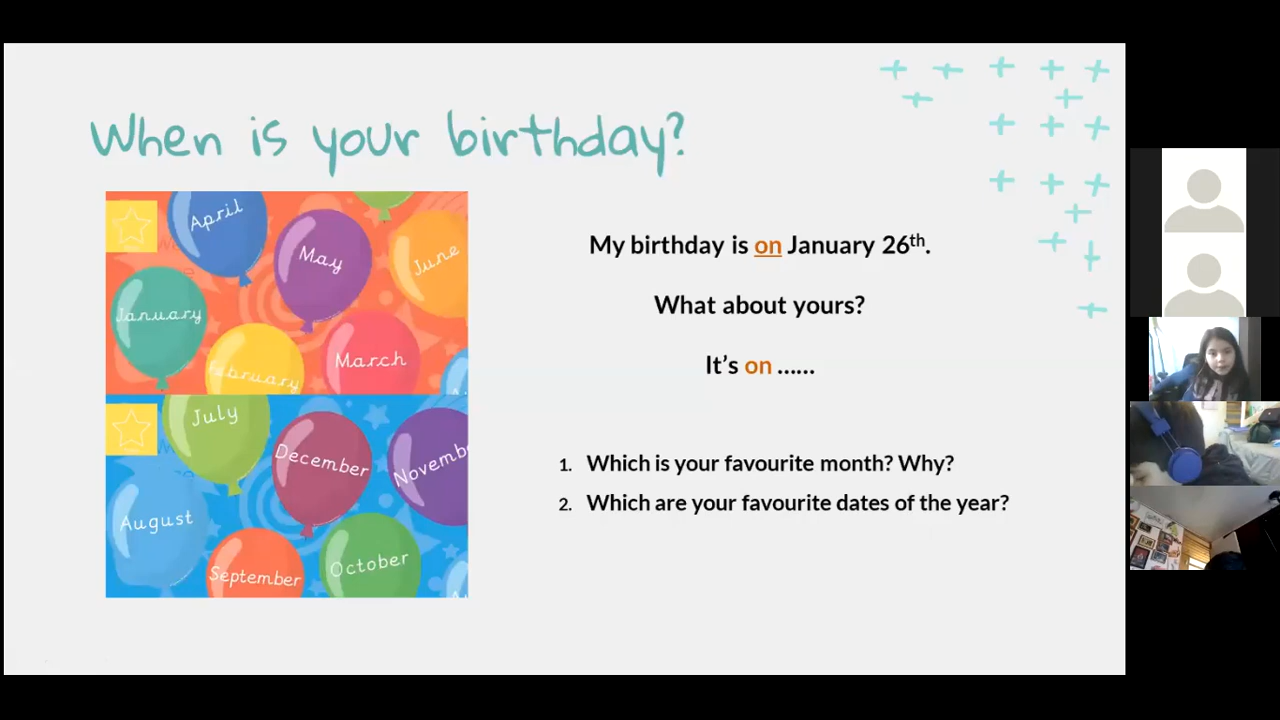 When is your birthday?
April
May
June
January
February
March
July
December
Novemb
August
September
October
My birthday is on January 26th.
What about yours?
It's on ......
1. Which is your favourite month? Why?
2. Which are your favourite dates of the year?